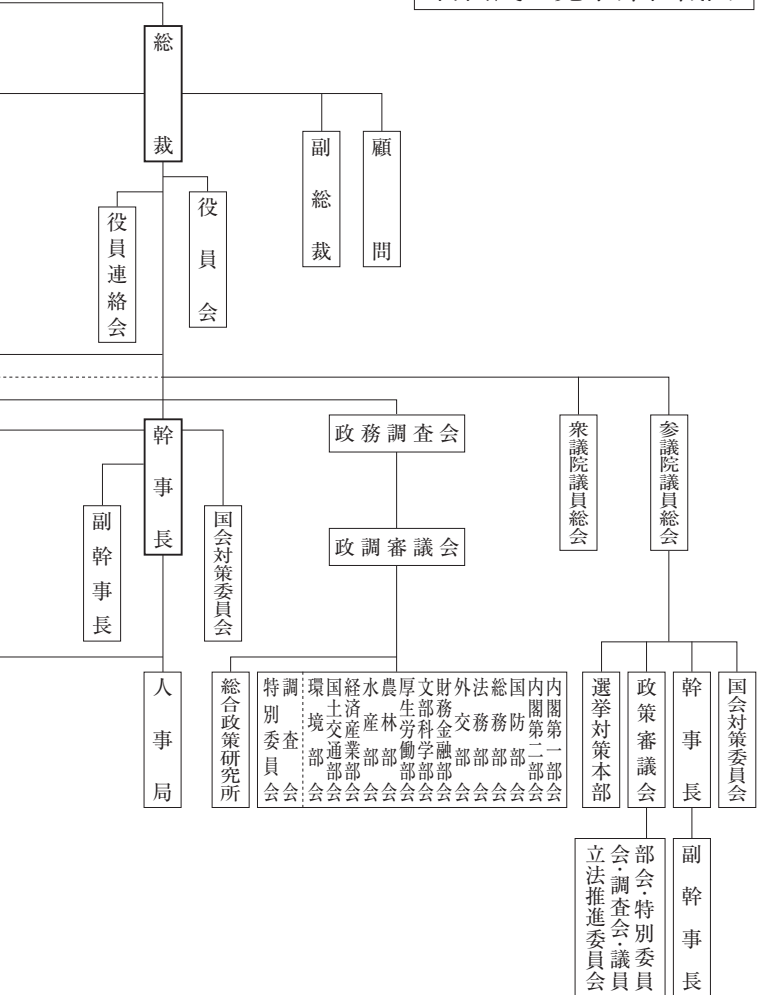 総裁
副総裁
顧問
役員連絡会
役員会
幹事長
副幹事長
国会対策委員会
政務調査会
政調審議会
衆議院議員総会
参議院議員総会
人事局
総合政策研究所
内閣第一部会
内閣第二部会
国防部会
総務部会
法務部会
外交部会
財務金融部会
文部科学部会
厚生労働部会
農林部会
水産部会
経済産業部会
国土交通部会
環境部会
調査会
特別委員会
選挙対策本部
政策審議会
幹事長
国会対策委員会
部会・特別委員
会・調査会・議員
立法推進委員会
副幹事長